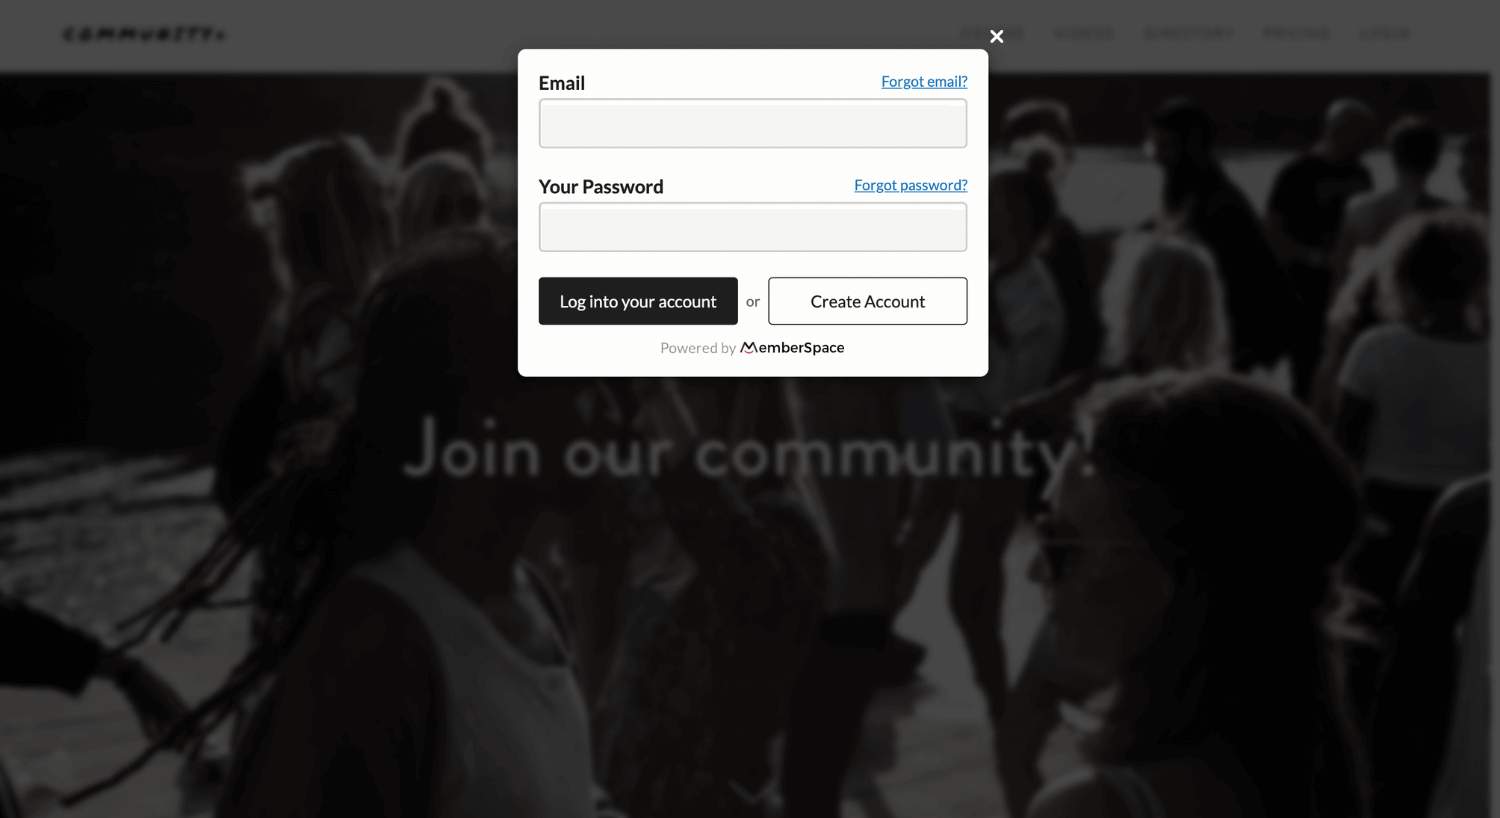 COMMUNITY+
COURSE VIDEOS DIRECTORY PRICING LOGIN
Email Forgot email?
Your Password Forgot password?
Log into your account or Create Account
Powered by MemberSpace
Join our community!